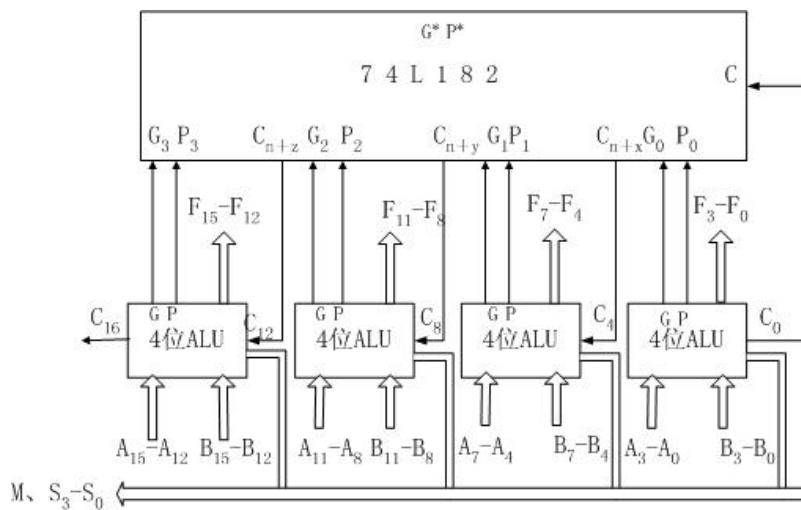 G* P*
74L182 C
G₃ P₃ Cₙ₊z G₂ P₂ Cₙ₊y G₁P₁ Cₙ₊ₓG₀ P₀
F₁₅-F₁₂ F₁₁-F₈ F₇-F₄ F₃-F₀
G P G P G P G P
C₁₆ 4位ALU C₁₂ 4位ALU C₈ 4位ALU C₄ 4位ALU C₀
A₁₅-A₁₂ B₁₅-B₁₂ A₁₁-A₈ B₁₁-B₈ A₇-A₄ B₇-B₄ A₃-A₀ B₃-B₀
M、S₃-S₀